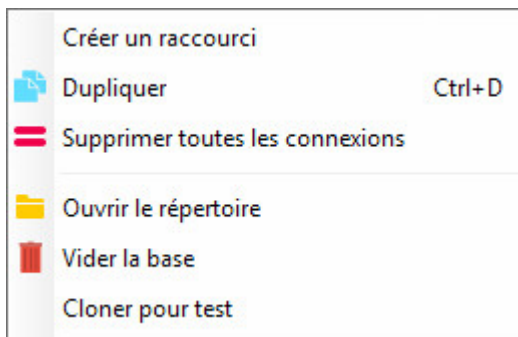 Créer un raccourci
Dupliquer Ctrl+D
Supprimer toutes les connexions
Ouvrir le répertoire
Vider la base
Cloner pour test